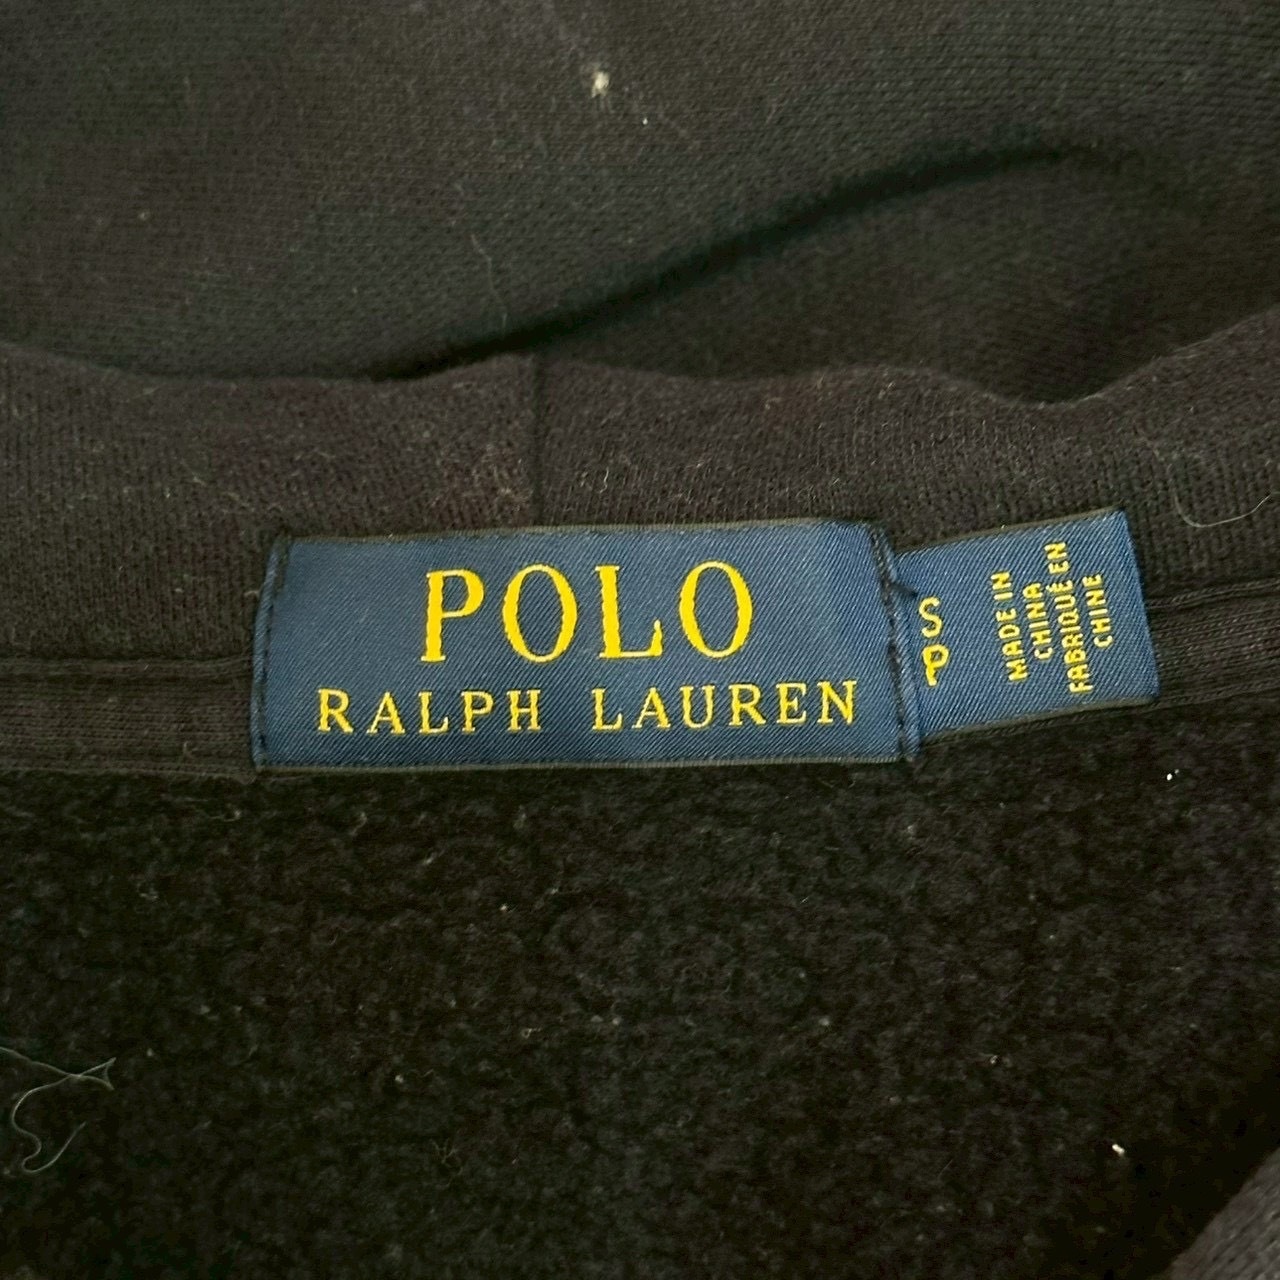 POLO
RALPH LAUREN
S
P
MADE IN
CHINA
FABRIQUÉ EN
CHINE